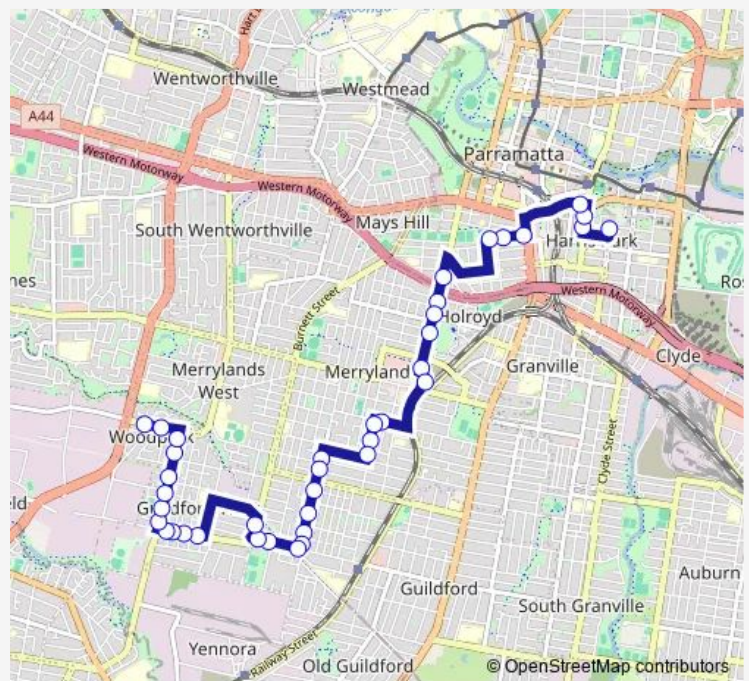 Hart
Wentworthville
Westmead
A44
Western Motorway
Parramatta
Western Motorway
Mays Hill
South Wentworthville
Harris Park
nes
Ros
Western Motorway
Burnett Street
Holroyd
Clyde
Merrylands
West
Merryland
Granville
Woodpark
Clyde Street
eld
Guildfor
Auburn
Guildford
South Granville
Yennora
Railway Street
Old Guildford
© OpenStreetMap contributors